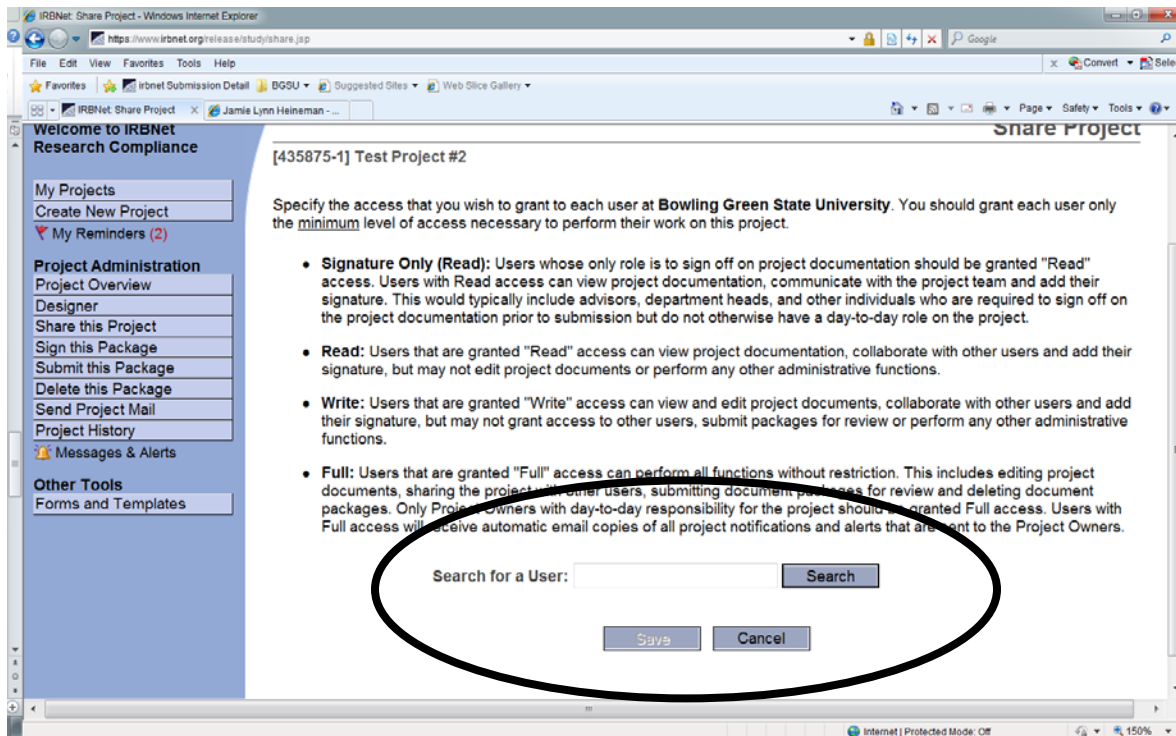 IRBNet: Share Project - Windows Internet Explorer
https://www.irbnet.org/release/study/share.jsp
Google
File Edit View Favorites Tools Help
x Convert Sele
Favorites irbnet Submission Detail BGSU Suggested Sites Web Slice Gallery
IRBNet: Share Project X Jamie Lynn Heineman - ...
Page Safety Tools
Welcome to IRBNet
Research Compliance
My Projects
Create New Project
My Reminders (2)
Project Administration
Project Overview
Designer
Share this Project
Sign this Package
Submit this Package
Delete this Package
Send Project Mail
Project History
Messages & Alerts
Other Tools
Forms and Templates
Share Project
[435875-1] Test Project #2
Specify the access that you wish to grant to each user at Bowling Green State University. You should grant each user only
the minimum level of access necessary to perform their work on this project.
• Signature Only (Read): Users whose only role is to sign off on project documentation should be granted "Read"
access. Users with Read access can view project documentation, communicate with the project team and add their
signature. This would typically include advisors, department heads, and other individuals who are required to sign off on
the project documentation prior to submission but do not otherwise have a day-to-day role on the project.
• Read: Users that are granted "Read" access can view project documentation, collaborate with other users and add their
signature, but may not edit project documents or perform any other administrative functions.
• Write: Users that are granted "Write" access can view and edit project documents, collaborate with other users and add
their signature, but may not grant access to other users, submit packages for review or perform any other administrative
functions.
• Full: Users that are granted "Full" access can perform all functions without restriction. This includes editing project
documents, sharing the project with other users, submitting document packages for review and deleting document
packages. Only Project Owners with day-to-day responsibility for the project should be granted Full access. Users with
Full access will receive automatic email copies of all project notifications and alerts that are sent to the Project Owners.
Search for a User: Search
Save Cancel
Internet | Protected Mode: Off 150%